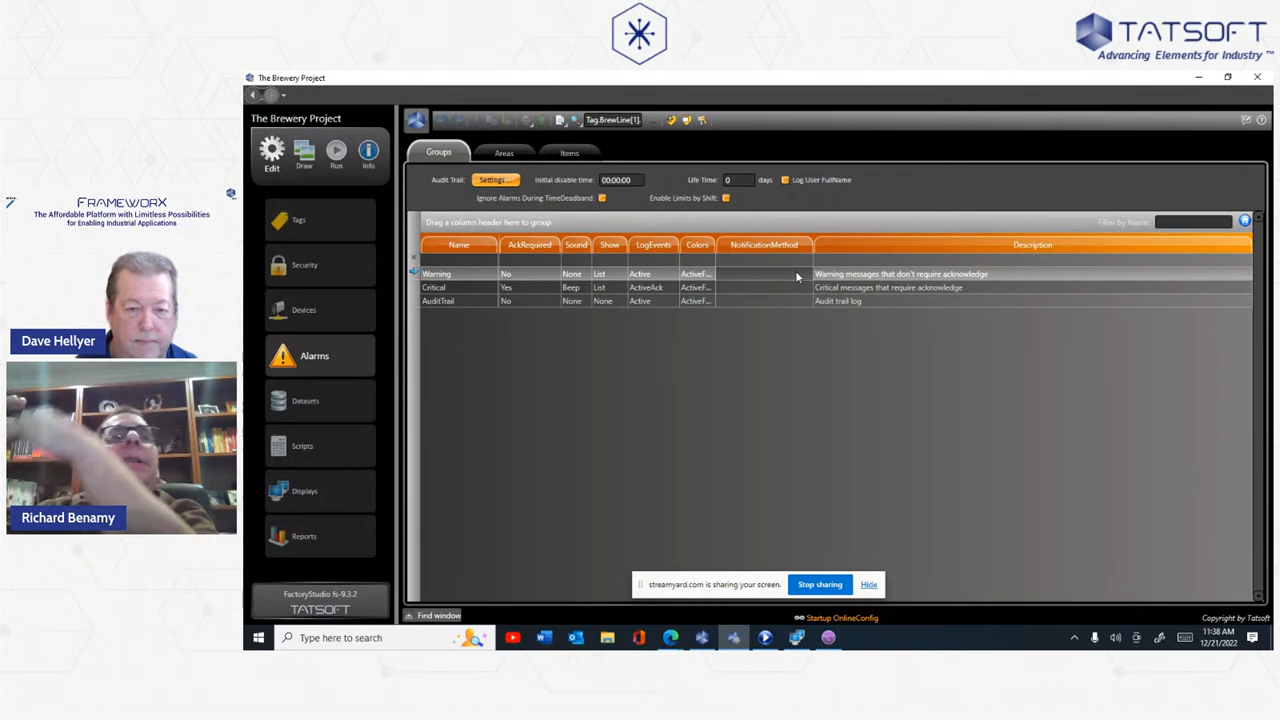 TATSOFT
Advancing Elements for Industry ™
FRAMEWORX
The Affordable Platform with Limitless Possibilities
for Enabling Industrial Applications
Dave Hellyer
Richard Benamy
The Brewery Project
The Brewery Project
Edit
Draw
Run
Info
Tags
Security
Devices
Alarms
Datasets
Scripts
Displays
Reports
FactoryStudio fs-9.3.2
TATSOFT
Tag.BrewLine[1].
Groups
Areas
Items
Audit Trail:
Settings...
Initial disable time:
00:00:00
Life Time:
0
days
Log User FullName
Ignore Alarms During TimeDeadband:
Enable Limits by Shift:
Drag a column header here to group
Filter by Name:
Name AckRequired Sound Show LogEvents Colors NotificationMethod Description
Warning No None List Active ActiveF... Warning messages that don't require acknowledge
Critical Yes Beep List ActiveAck ActiveF... Critical messages that require acknowledge
AuditTrail No None None Active ActiveF... Audit trail log
streamyard.com is sharing your screen.
Stop sharing
Hide
Find window
Startup OnlineConfig
Copyright by Tatsoft
Type here to search
11:38 AM
12/21/2022